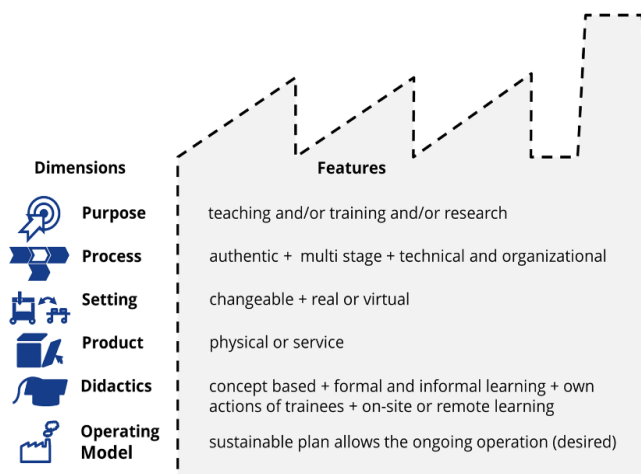 Dimensions Features
Purpose teaching and/or training and/or research
Process authentic + multi stage + technical and organizational
Setting changeable + real or virtual
Product physical or service
Didactics concept based + formal and informal learning + own
actions of trainees + on-site or remote learning
Operating
Model sustainable plan allows the ongoing operation (desired)